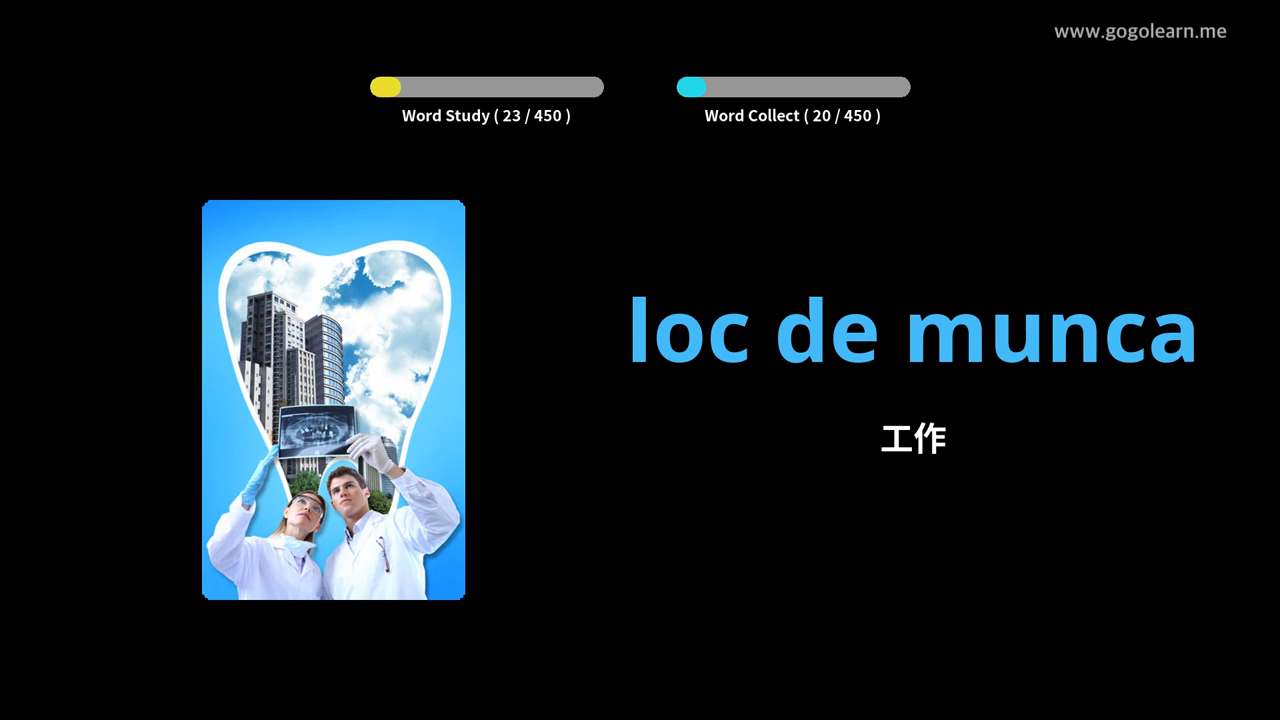 www.gogolearn.me
Word Study ( 23 / 450 )
Word Collect ( 20 / 450 )
loc de munca
工作